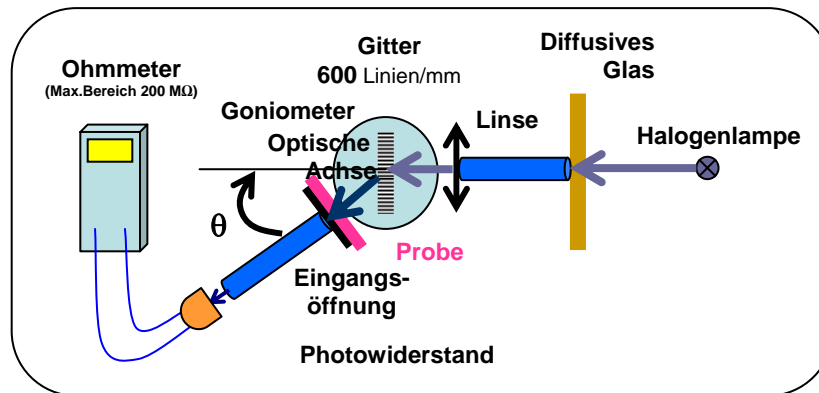 Ohmmeter
(Max.Bereich 200 MΩ)
Gitter
600 Linien/mm
Diffusives
Glas
Goniometer
Optische
Achse
Linse
Halogenlampe
θ
Probe
Eingangs-
öffnung
Photowiderstand